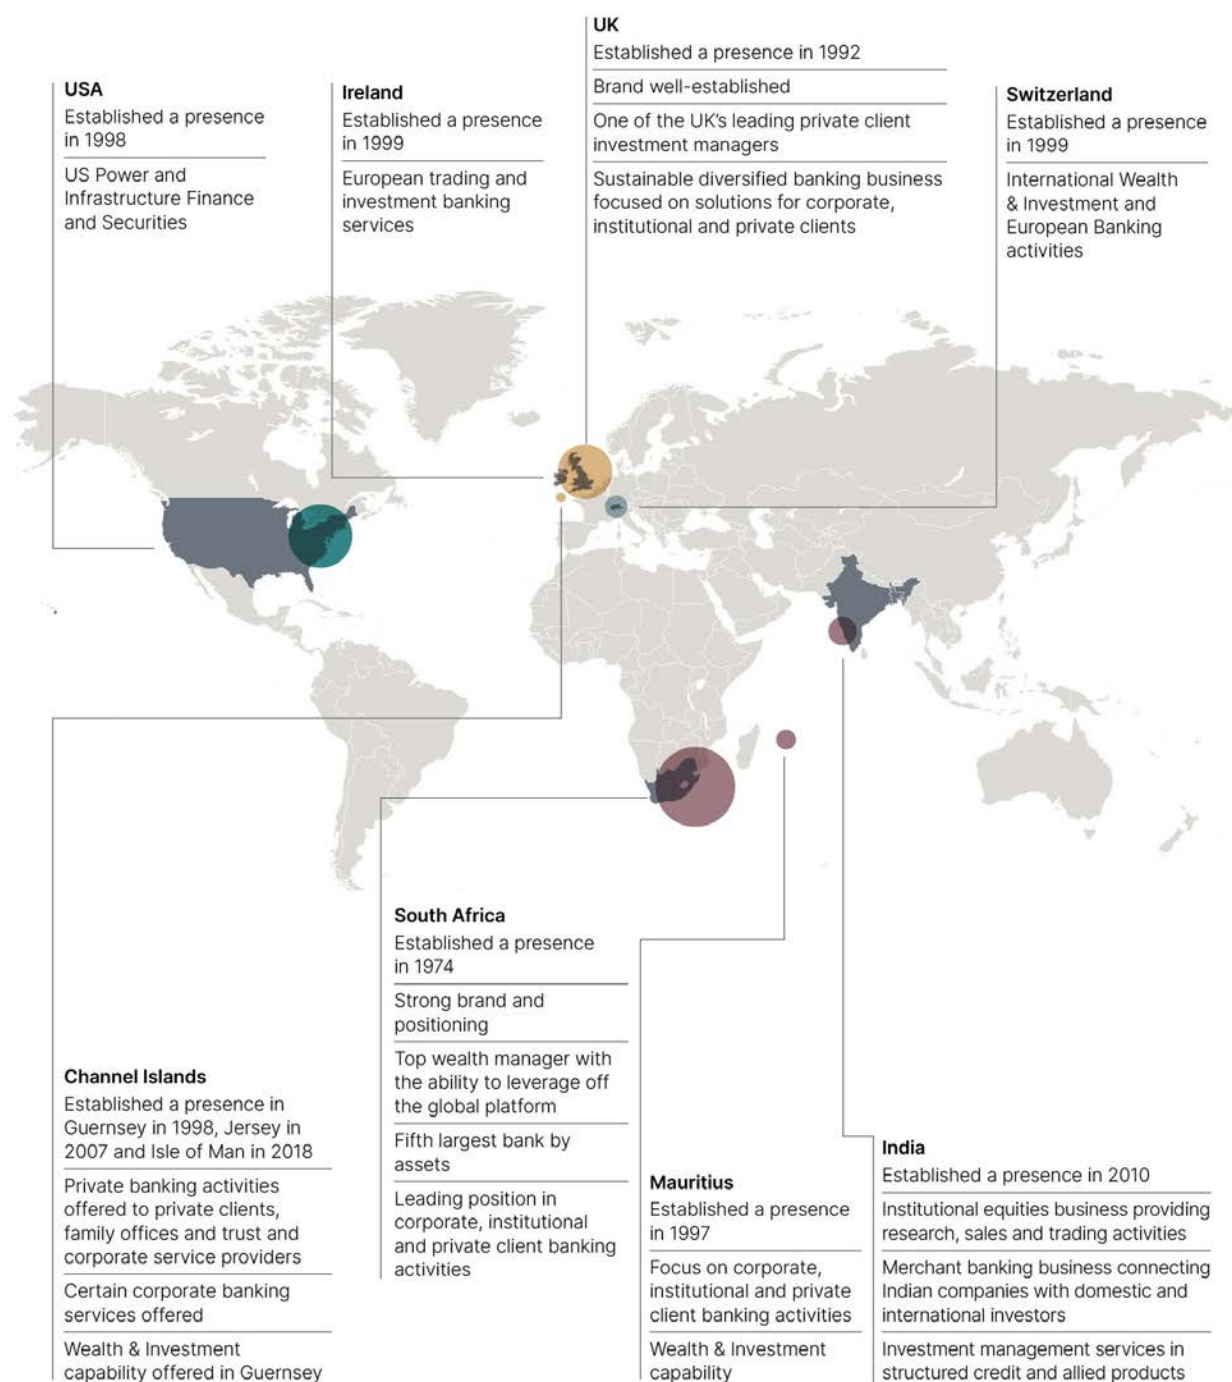 UK
Established a presence in 1992
Brand well-established
One of the UK's leading private client
investment managers
Sustainable diversified banking business
focused on solutions for corporate,
institutional and private clients
USA
Established a presence
in 1998
US Power and
Infrastructure Finance
and Securities
Ireland
Established a presence
in 1999
European trading and
investment banking
services
Switzerland
Established a presence
in 1999
International Wealth
& Investment and
European Banking
activities
South Africa
Established a presence
in 1974
Strong brand and
positioning
Top wealth manager with
the ability to leverage off
the global platform
Fifth largest bank by
assets
Leading position in
corporate, institutional
and private client banking
activities
Channel Islands
Established a presence in
Guernsey in 1998, Jersey in
2007 and Isle of Man in 2018
Private banking activities
offered to private clients,
family offices and trust and
corporate service providers
Certain corporate banking
services offered
Wealth & Investment
capability offered in Guernsey
Mauritius
Established a presence
in 1997
Focus on corporate,
institutional and private
client banking activities
Wealth & Investment
capability
India
Established a presence in 2010
Institutional equities business providing
research, sales and trading activities
Merchant banking business connecting
Indian companies with domestic and
international investors
Investment management services in
structured credit and allied products